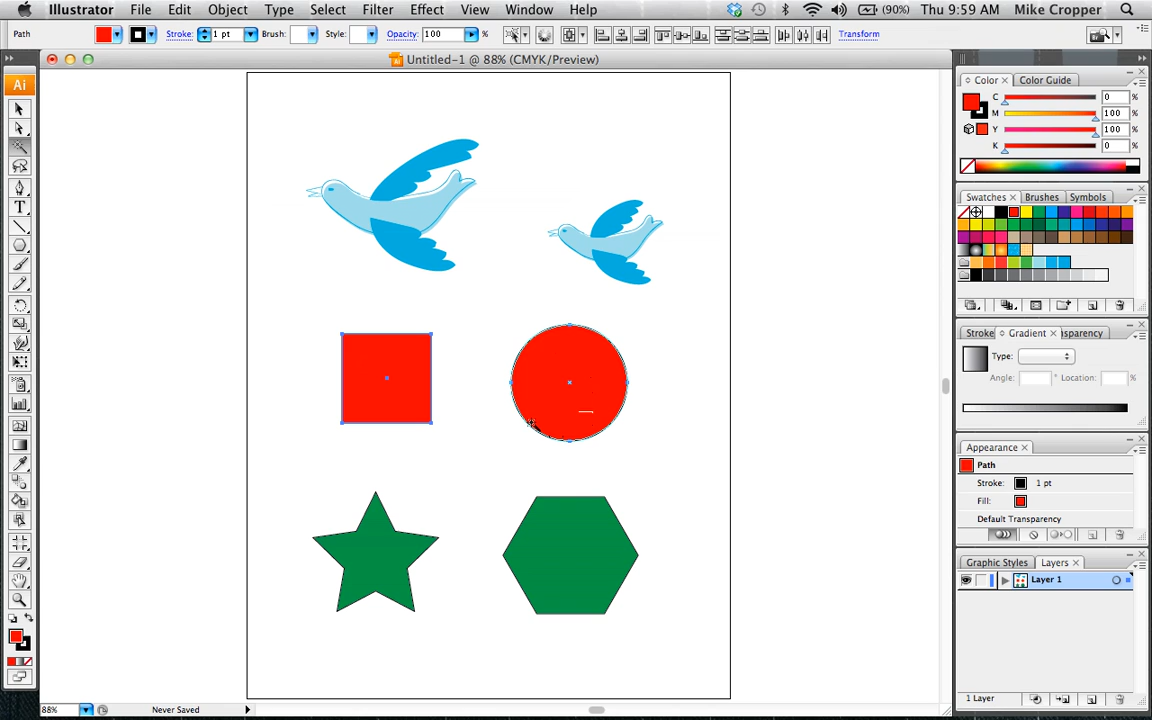 Illustrator File Edit Object Type Select Filter Effect View Window Help (90%) Thu 9:59 AM Mike Cropper
Path Stroke: 1 pt Brush: Style: Opacity: 100 % Transform
Untitled-1 @ 88% (CMYK/Preview)
Ai
Color Color Guide
C 0 %
M 100 %
Y 100 %
K 0 %
Swatches Brushes Symbols
Stroke Gradient nsparency
Type:
Angle: ° Location: %
Appearance
Path
Stroke: 1 pt
Fill:
Default Transparency
Graphic Styles Layers
Layer 1
1 Layer
88% Never Saved